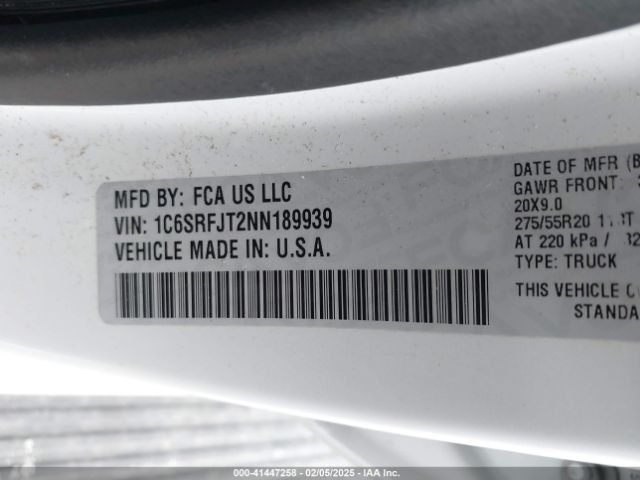 MFD BY: FCA US LLC
VIN: 1C6SRFJT2NN189939
VEHICLE MADE IN: U.S.A.
DATE OF MFR
GAWR FRONT:
20X9.0
275/55R20
AT 220 kPa /
TYPE: TRUCK
THIS VEHICLE
STANDA
000-41447258 - 02/05/2025 - IAA Inc.